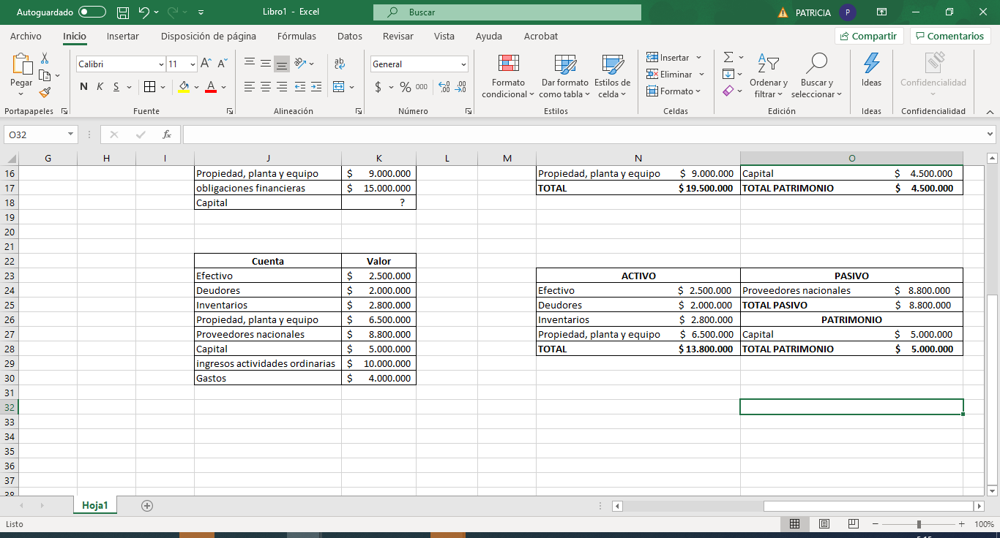 Autoguardado Libro1 - Excel Buscar PATRICIA P
Archivo Inicio Insertar Disposición de página Fórmulas Datos Revisar Vista Ayuda Acrobat Compartir Comentarios
Pegar Calibri 11 General
N K S $ % 000
Formato condicional Dar formato como tabla Estilos de celda
Insertar
Eliminar
Formato
Ordenar y filtrar Buscar y seleccionar Ideas Confidencialidad
Portapapeles Fuente Alineación Número Estilos Celdas Edición Ideas Confidencialidad
O32 fx
G H I J K L M N O
16 Propiedad, planta y equipo $ 9.000.000 Propiedad, planta y equipo $ 9.000.000 Capital $ 4.500.000
17 obligaciones financieras $ 15.000.000 TOTAL $ 19.500.000 TOTAL PATRIMONIO $ 4.500.000
18 Capital ?
19
20
21
22 Cuenta Valor
23 Efectivo $ 2.500.000 ACTIVO PASIVO
24 Deudores $ 2.000.000 Efectivo $ 2.500.000 Proveedores nacionales $ 8.800.000
25 Inventarios $ 2.800.000 Deudores $ 2.000.000 TOTAL PASIVO $ 8.800.000
26 Propiedad, planta y equipo $ 6.500.000 Inventarios $ 2.800.000 PATRIMONIO
27 Proveedores nacionales $ 8.800.000 Propiedad, planta y equipo $ 6.500.000 Capital $ 5.000.000
28 Capital $ 5.000.000 TOTAL $ 13.800.000 TOTAL PATRIMONIO $ 5.000.000
29 ingresos actividades ordinarias $ 10.000.000
30 Gastos $ 4.000.000
31
32
33
34
35
36
37
38
Hoja1
Listo 100%